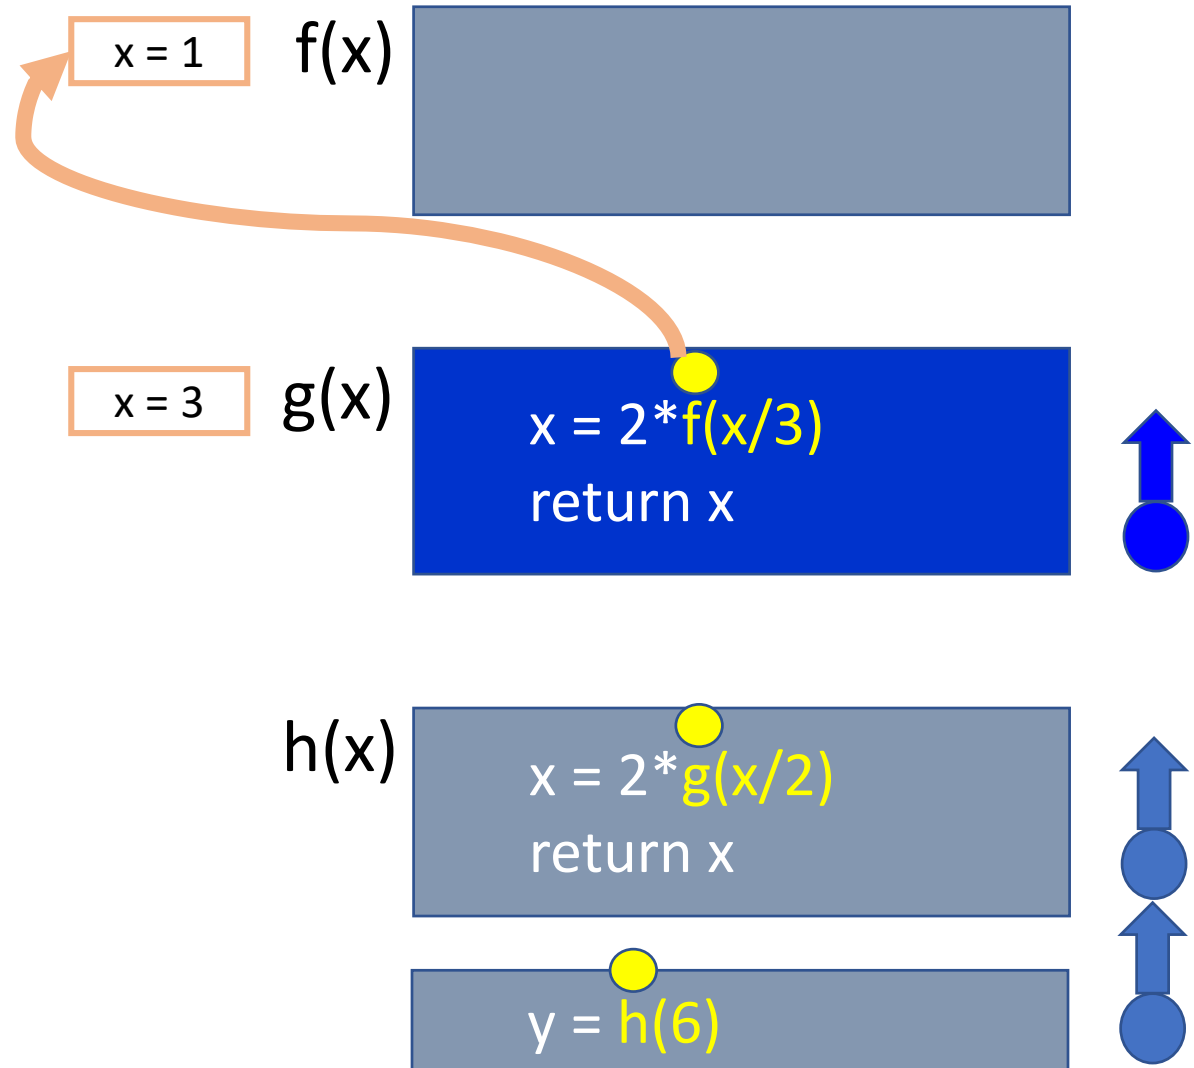 x = 1
f(x)
x = 3
g(x)
x = 2*f(x/3)
return x
h(x)
x = 2*g(x/2)
return x
y = h(6)